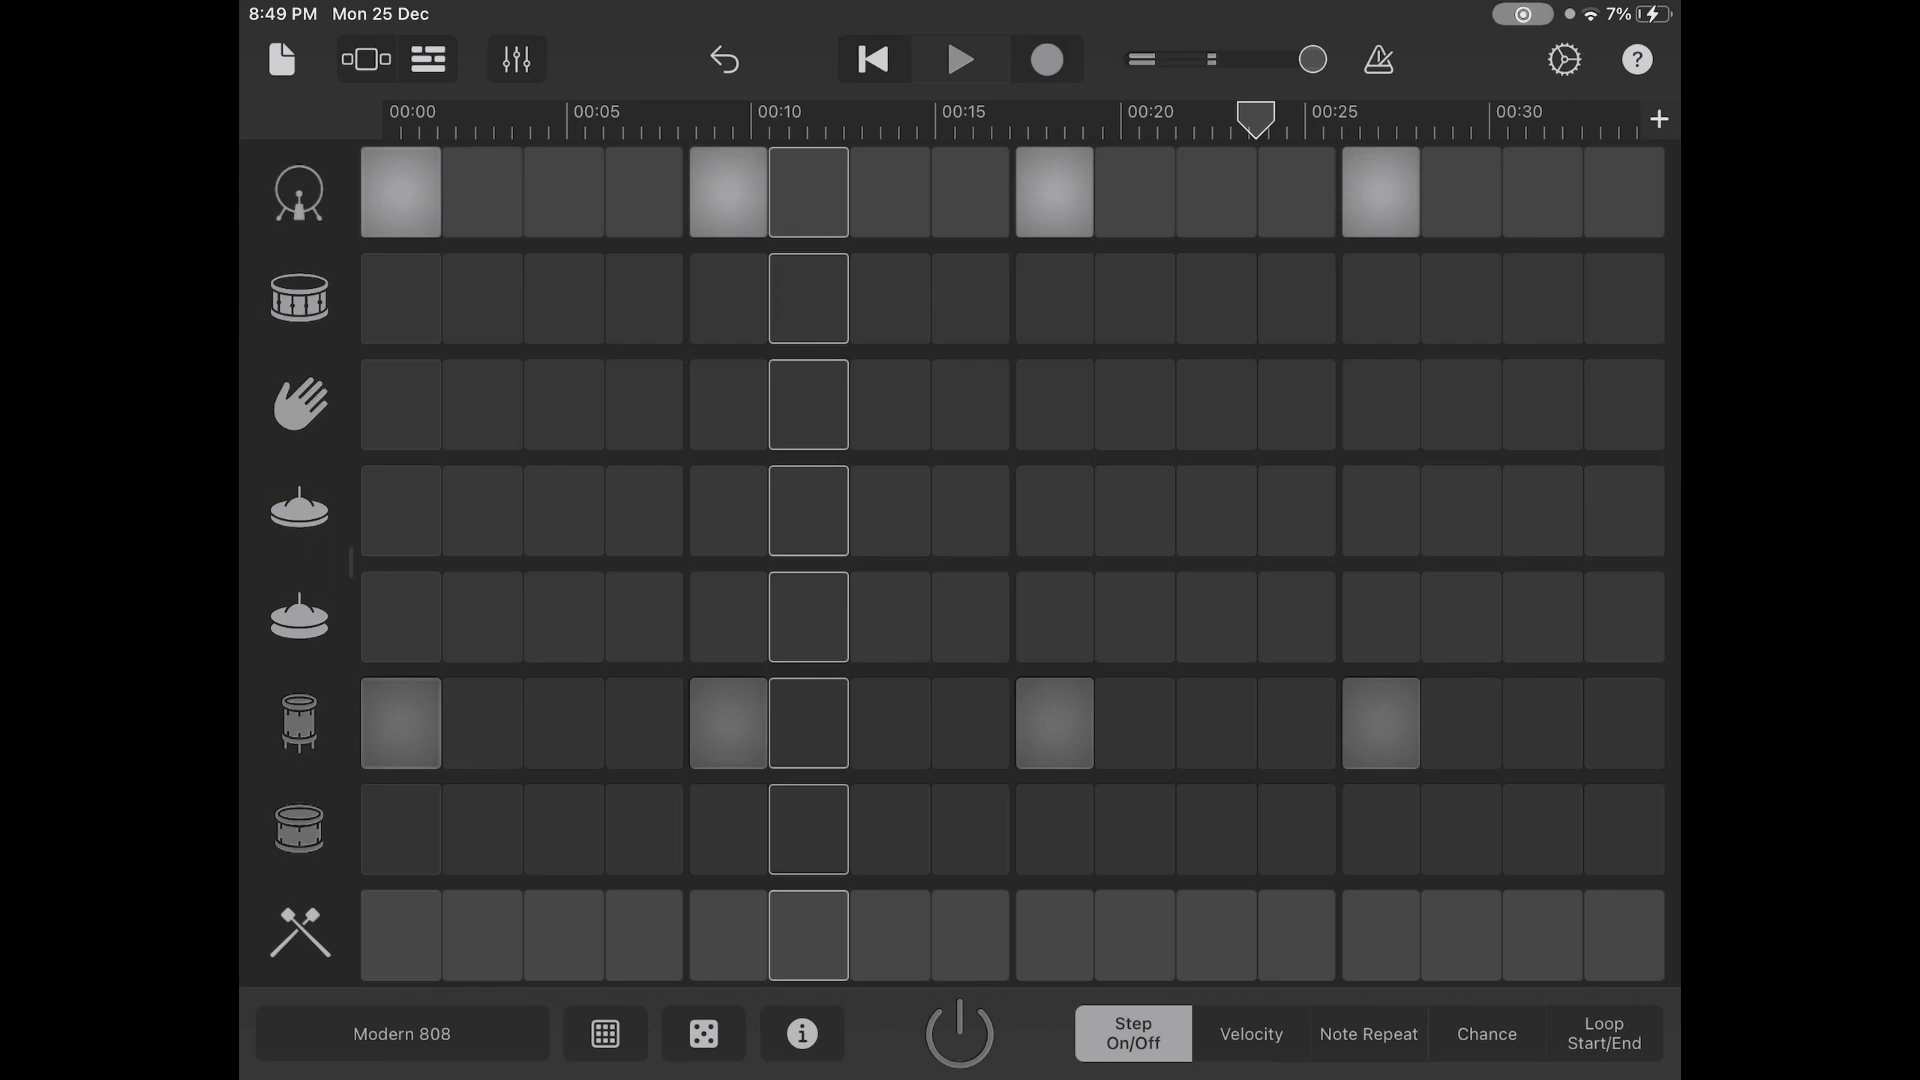 8:49 PM Mon 25 Dec
7%
?
00:00 00:05 00:10 00:15 00:20 00:25 00:30 +
Modern 808
i
Step
On/Off
Velocity
Note Repeat
Chance
Loop
Start/End